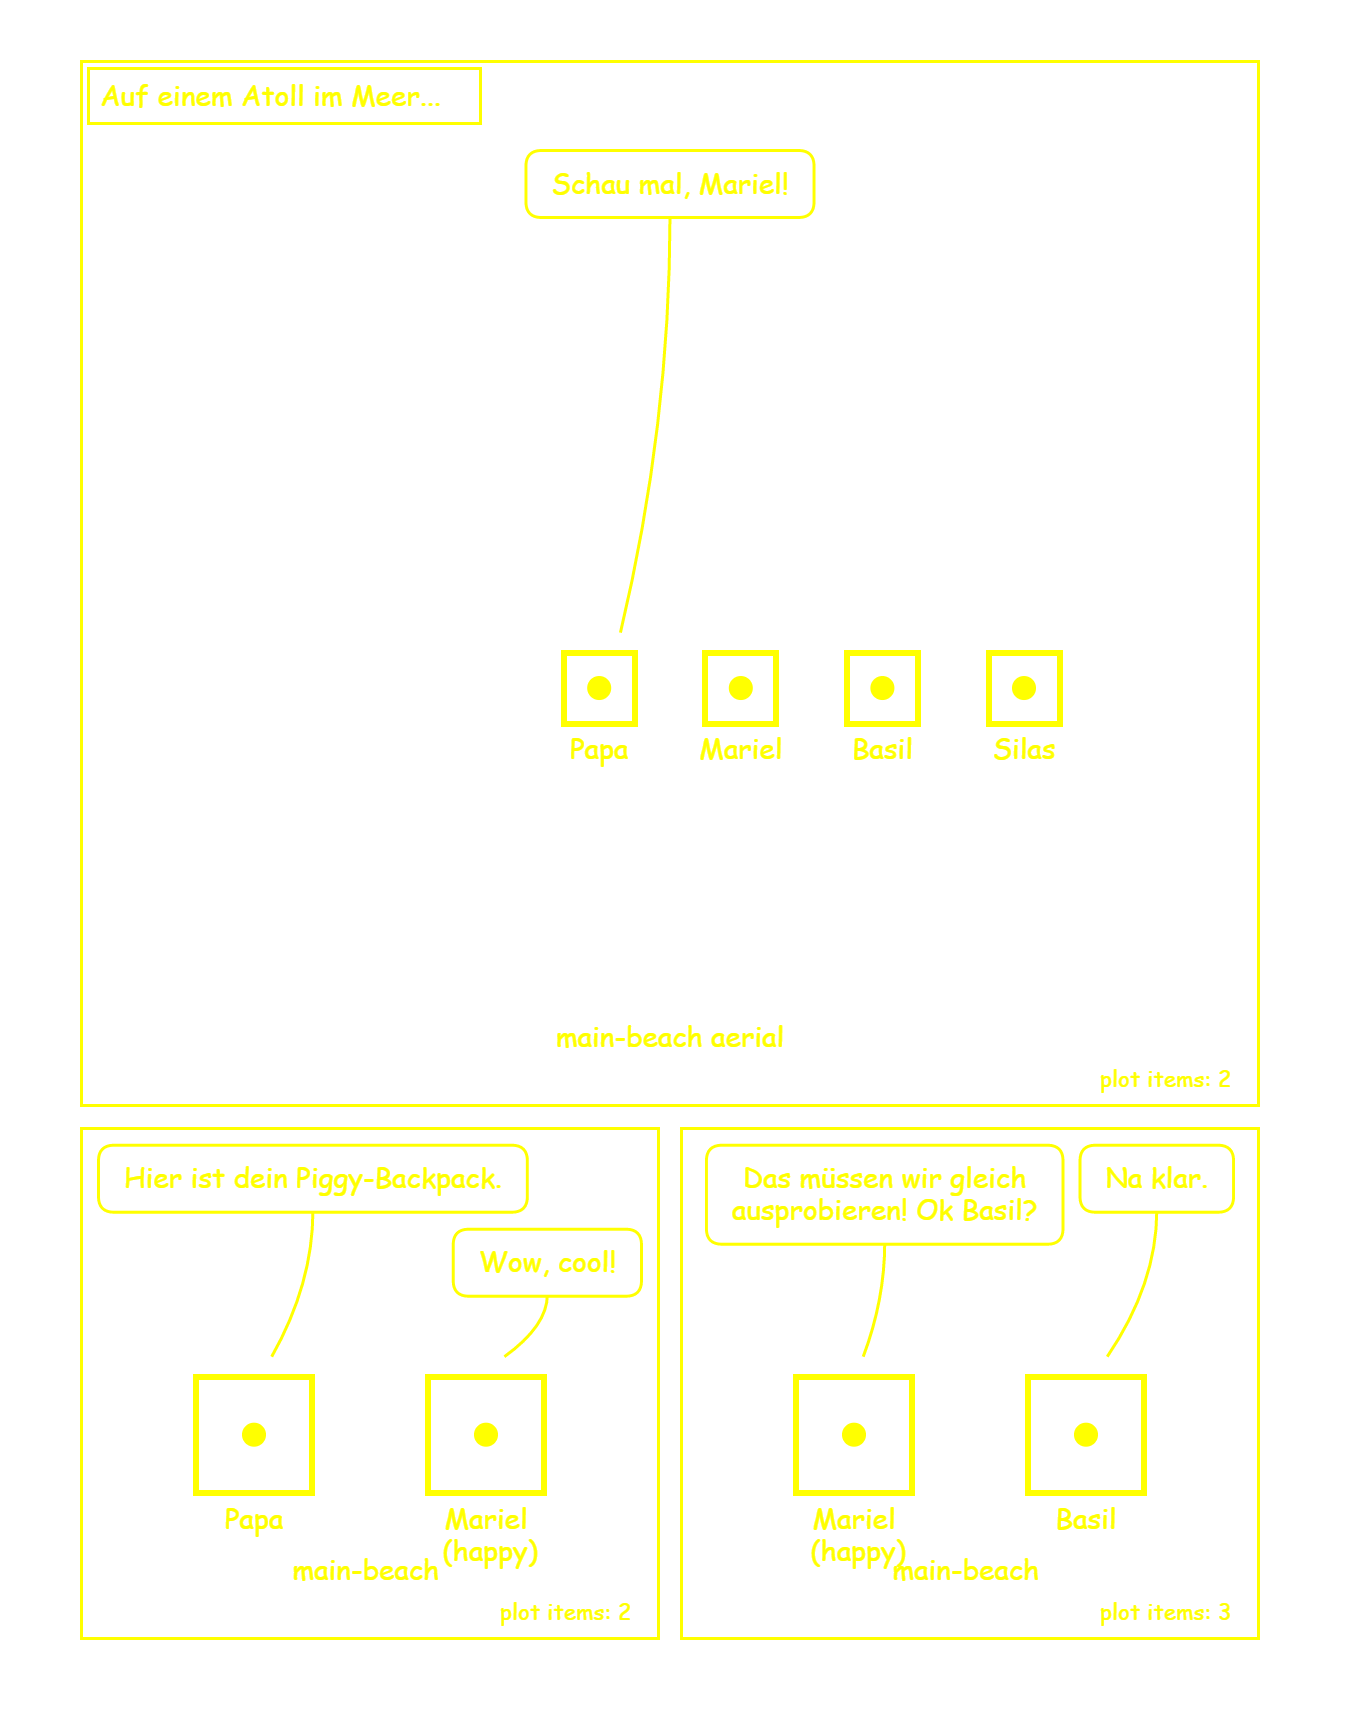 Auf einem Atoll im Meer...
Schau mal, Mariel!
Papa
Mariel
Basil
Silas
main-beach aerial
plot items: 2
Hier ist dein Piggy-Backpack.
Wow, cool!
Papa
Mariel
(happy)
main-beach
plot items: 2
Das müssen wir gleich
ausprobieren! Ok Basil?
Na klar.
Mariel
(happy)
Basil
main-beach
plot items: 3